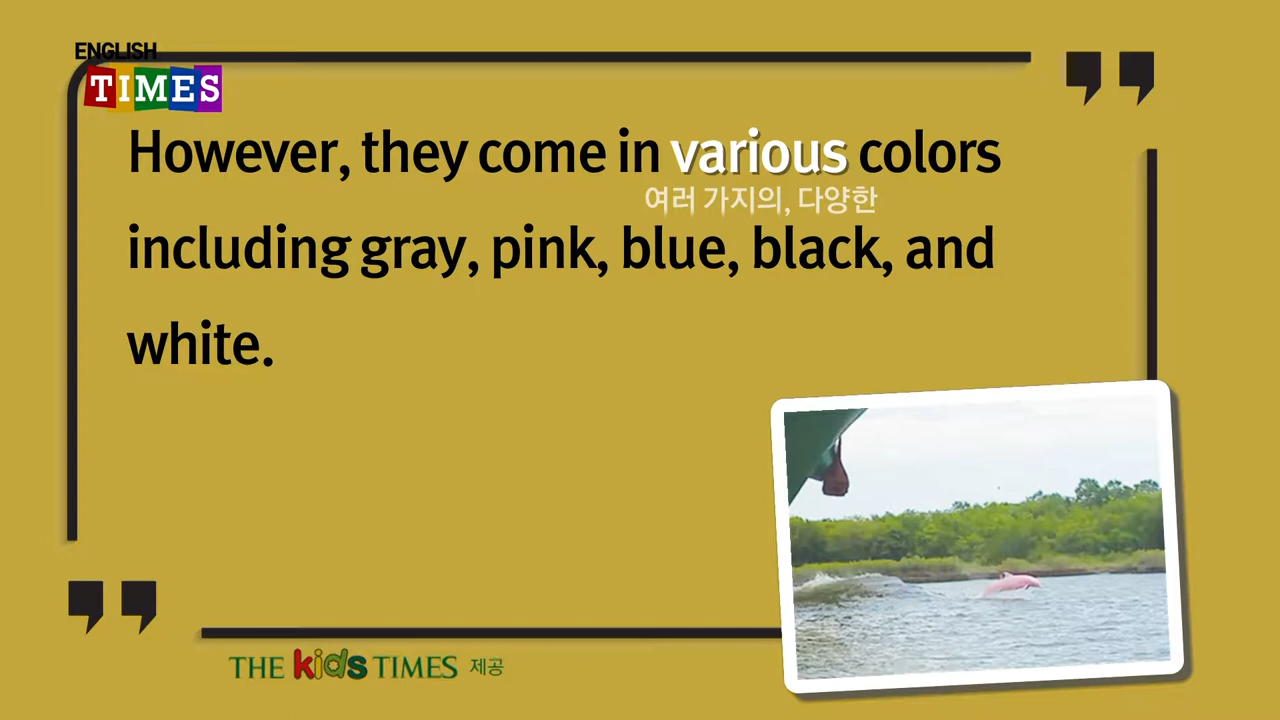 ENGLISH
TIMES
However, they come in various colors
여러 가지의, 다양한
including gray, pink, blue, black, and
white.
THE kids TIMES 제공